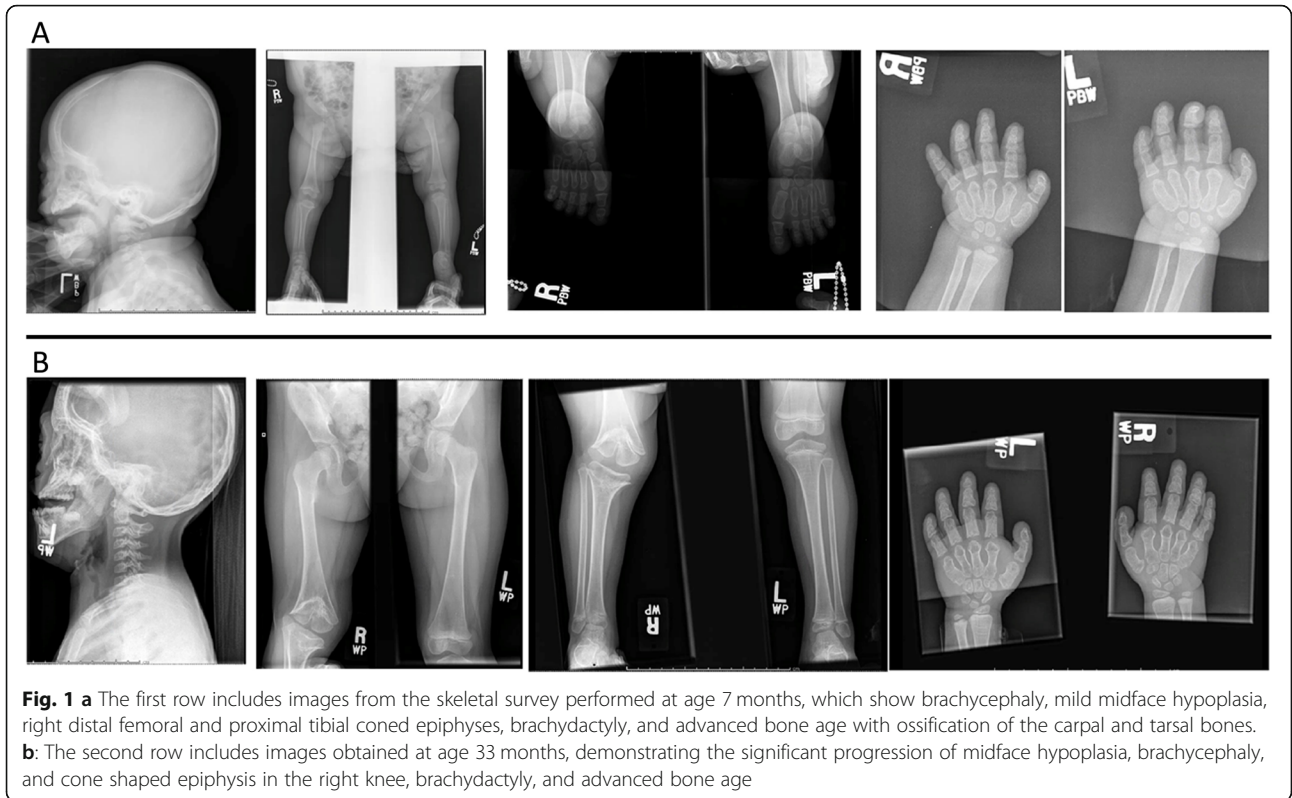 A
R
L
PBW
R
PBW
L
PBW
R
PBW
L
PBW
B
L
PW
R
WP
L
WP
R
WP
L
WP
L
WP
R
WP
Fig. 1 a The first row includes images from the skeletal survey performed at age 7 months, which show brachycephaly, mild midface hypoplasia,
right distal femoral and proximal tibial coned epiphyses, brachydactyly, and advanced bone age with ossification of the carpal and tarsal bones.
b: The second row includes images obtained at age 33 months, demonstrating the significant progression of midface hypoplasia, brachycephaly,
and cone shaped epiphysis in the right knee, brachydactyly, and advanced bone age